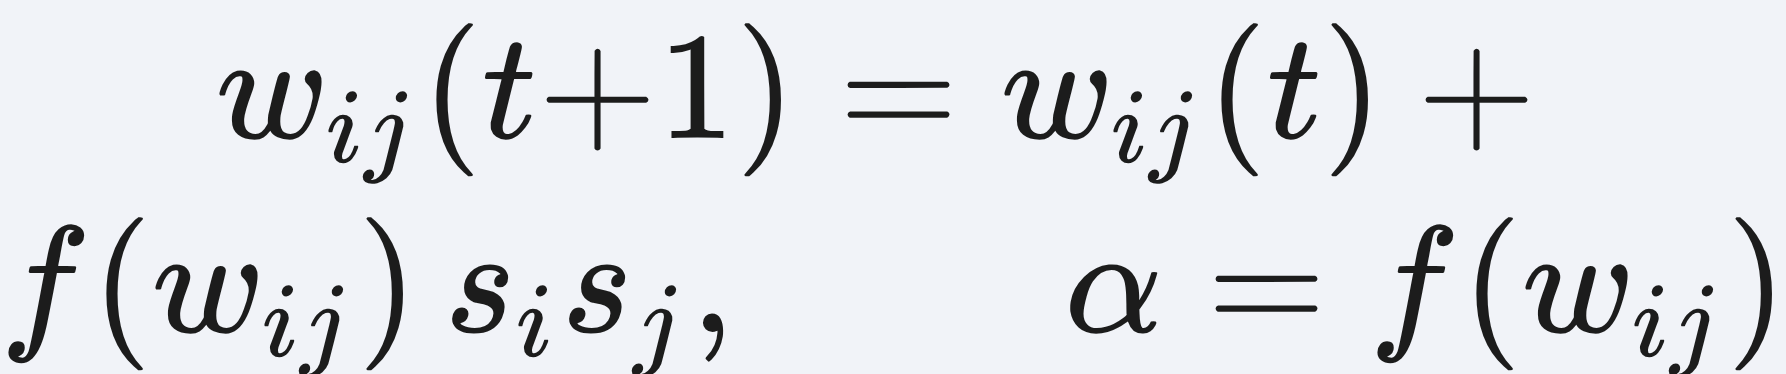 w_{ij}(t+1) = w_{ij}(t) +
f(w_{ij}) s_i s_j, α = f(w_{ij})